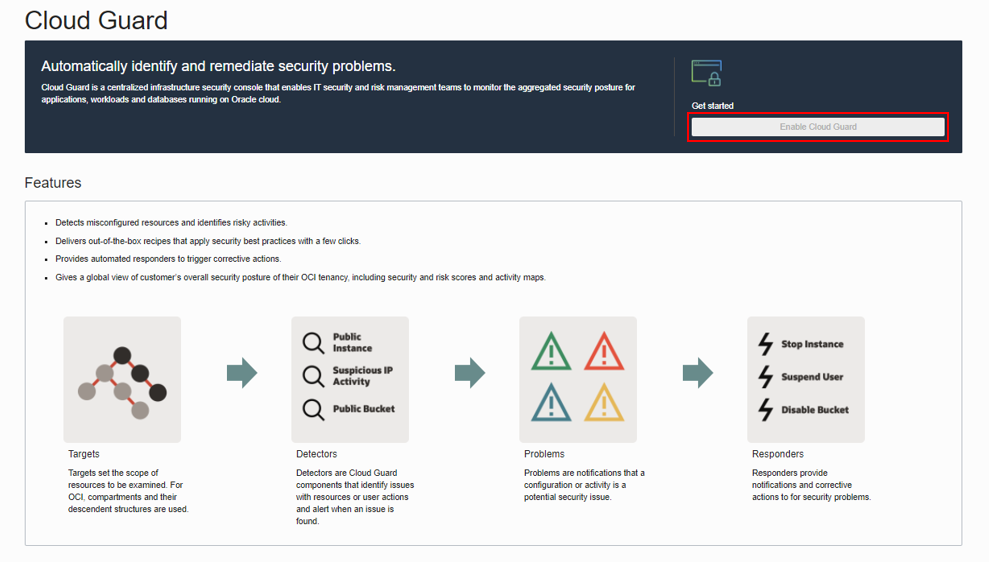 Cloud Guard
Automatically identify and remediate security problems.
Cloud Guard is a centralized infrastructure security console that enables IT security and risk management teams to monitor the aggregated security posture for
applications, workloads and databases running on Oracle cloud.
Get started
Enable Cloud Guard
Features
Detects misconfigured resources and identifies risky activities.
Delivers out-of-the-box recipes that apply security best practices with a few clicks.
Provides automated responders to trigger corrective actions.
Gives a global view of customer's overall security posture of their OCI tenancy, including security and risk scores and activity maps.
Public
Instance
Suspicious IP
Activity
Public Bucket
Stop Instance
Suspend User
Disable Bucket
Targets
Targets set the scope of
resources to be examined. For
OCI, compartments and their
descendent structures are used.
Detectors
Detectors are Cloud Guard
components that identify issues
with resources or user actions
and alert when an issue is
found.
Problems
Problems are notifications that a
configuration or activity is a
potential security issue.
Responders
Responders provide
notifications and corrective
actions to for security problems.